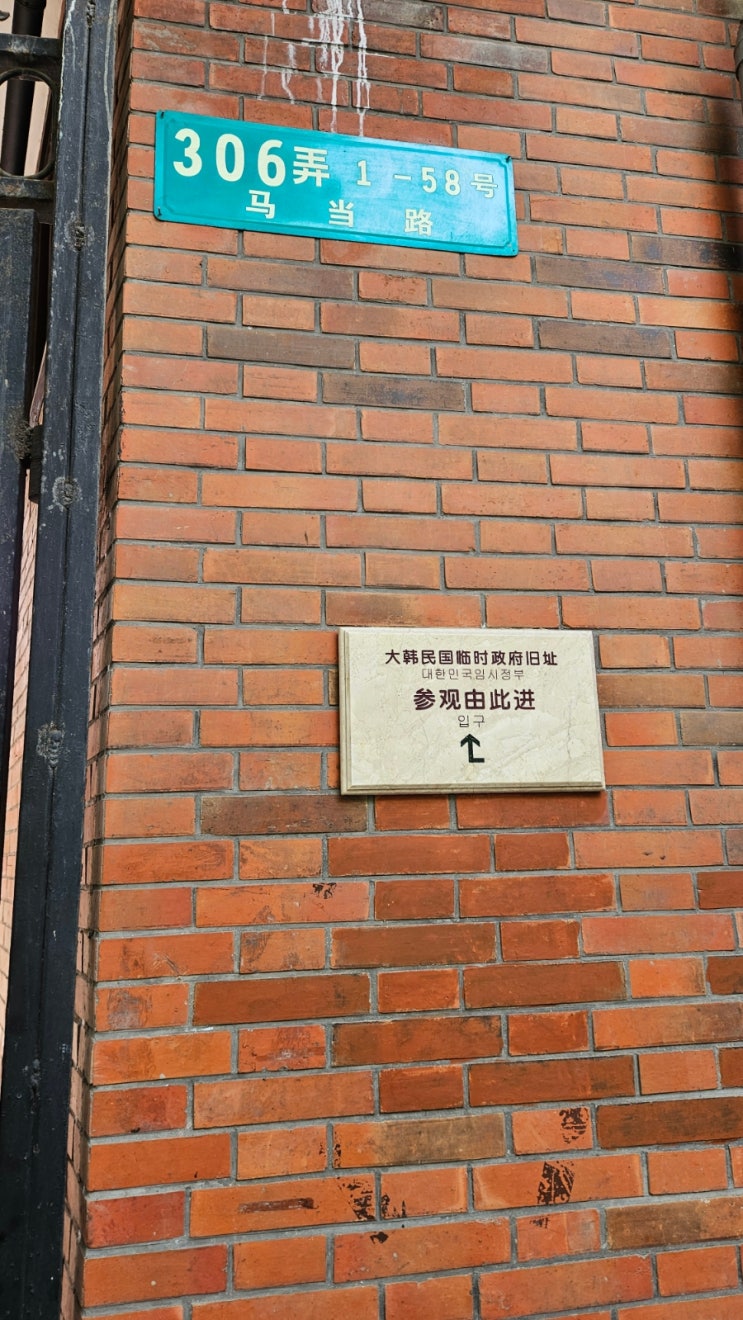 306弄 1-58号
马当路
大韩民国临时政府旧址
대한민국임시정부
参观由此进
입구